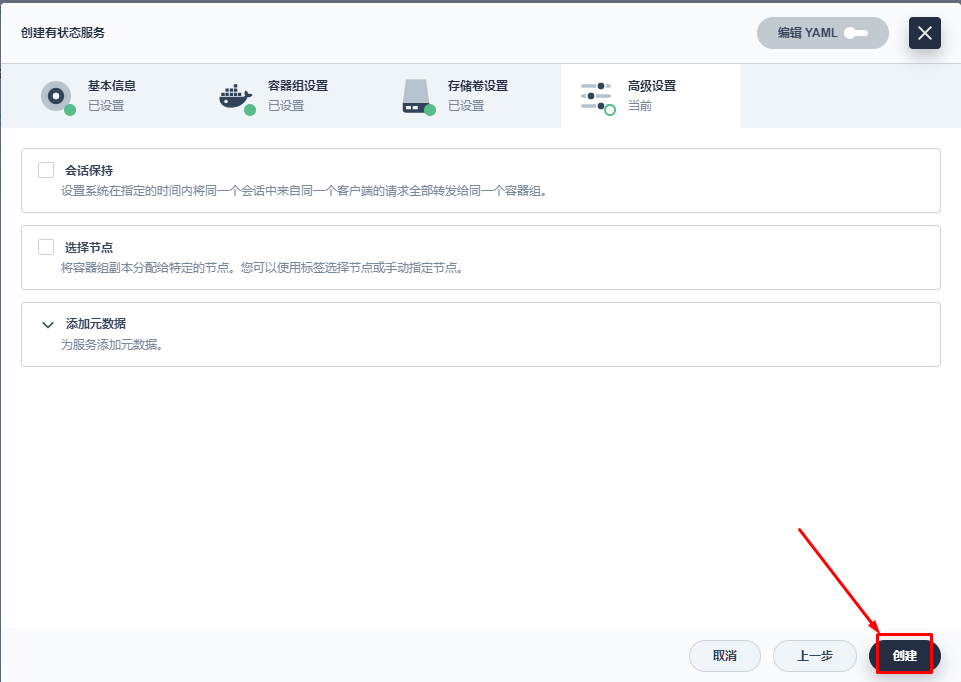 创建有状态服务
编辑 YAML
基本信息
已设置
容器组设置
已设置
存储卷设置
已设置
高级设置
当前
会话保持
设置系统在指定的时间内将同一个会话中来自同一个客户端的请求全部转发给同一个容器组。
选择节点
将容器组副本分配给特定的节点。您可以使用标签选择节点或手动指定节点。
添加元数据
为服务添加元数据。
取消
上一步
创建